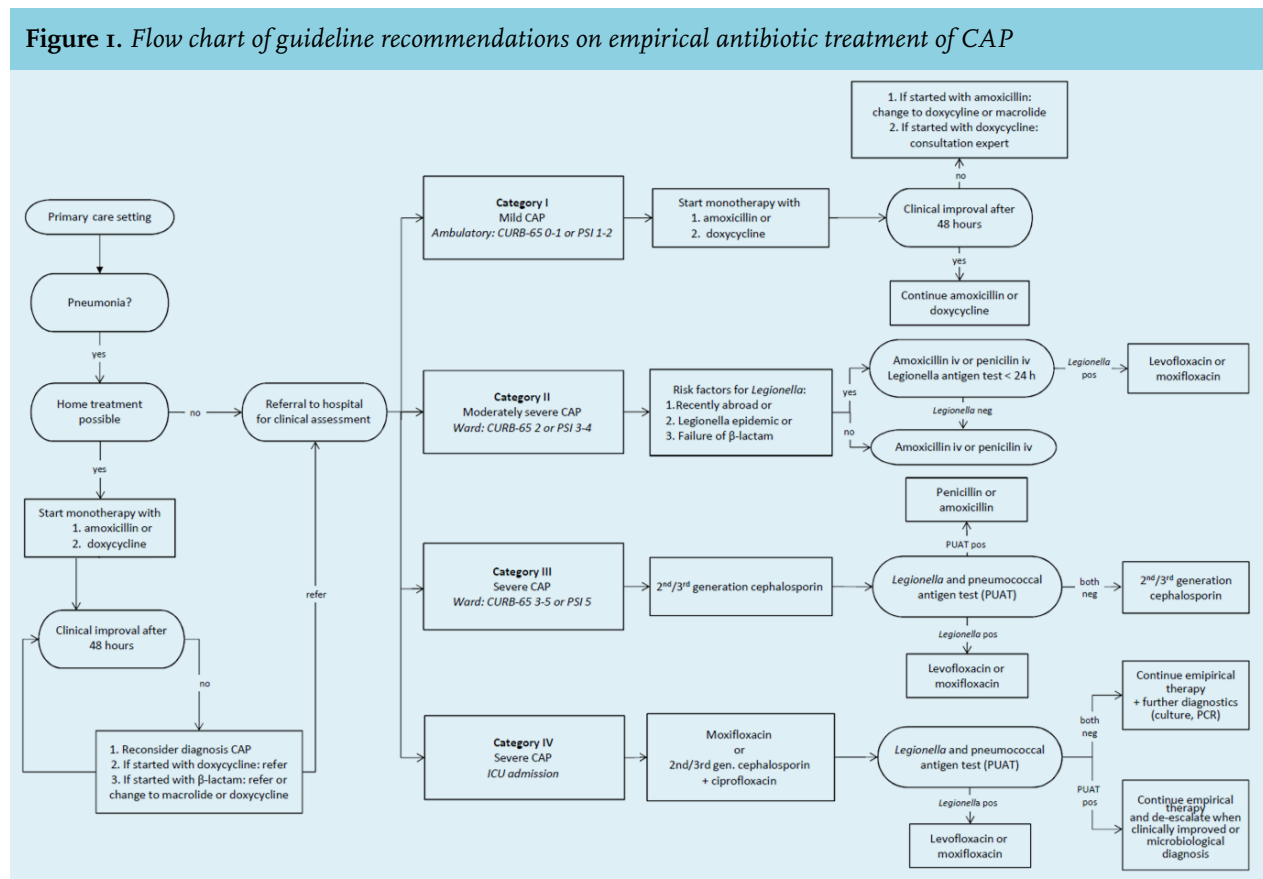 Figure 1. Flow chart of guideline recommendations on empirical antibiotic treatment of CAP
Primary care setting
Pneumonia?
yes
Home treatment
possible
no
yes
Start monotherapy with
1. amoxicillin or
2. doxycycline
Clinical improval after
48 hours
no
1. Reconsider diagnosis CAP
2. If started with doxycycline: refer
3. If started with β-lactam: refer or
change to macrolide or doxycycline
refer
Referral to hospital
for clinical assessment
Category I
Mild CAP
Ambulatory: CURB-65 0-1 or PSI 1-2
Start monotherapy with
1. amoxicillin or
2. doxycycline
Clinical improval after
48 hours
no
1. If started with amoxicillin:
change to doxycyline or macrolide
2. If started with doxycycline:
consultation expert
yes
Continue amoxicillin or
doxycycline
Category II
Moderately severe CAP
Ward: CURB-65 2 or PSI 3-4
Risk factors for Legionella:
1.Recently abroad or
2. Legionella epidemic or
3. Failure of β-lactam
yes
no
Amoxicillin iv or penicilin iv
Legionella antigen test < 24 h
Legionella
pos
Levofloxacin or
moxifloxacin
Legionella neg
Amoxicillin iv or penicilin iv
Category III
Severe CAP
Ward: CURB-65 3-5 or PSI 5
2nd/3rd generation cephalosporin
Penicillin or
amoxicillin
PUAT pos
Legionella and pneumococcal
antigen test (PUAT)
both
neg
2nd/3rd generation
cephalosporin
Legionella pos
Levofloxacin or
moxifloxacin
Category IV
Severe CAP
ICU admission
Moxifloxacin
or
2nd/3rd gen. cephalosporin
+ ciprofloxacin
Legionella and pneumococcal
antigen test (PUAT)
both
neg
Continue emipirical
therapy
+ further diagnostics
(culture, PCR)
PUAT
pos
Continue empirical
therapy
and de-escalate when
clinically improved or
microbiological
diagnosis
Legionella pos
Levofloxacin or
moxifloxacin